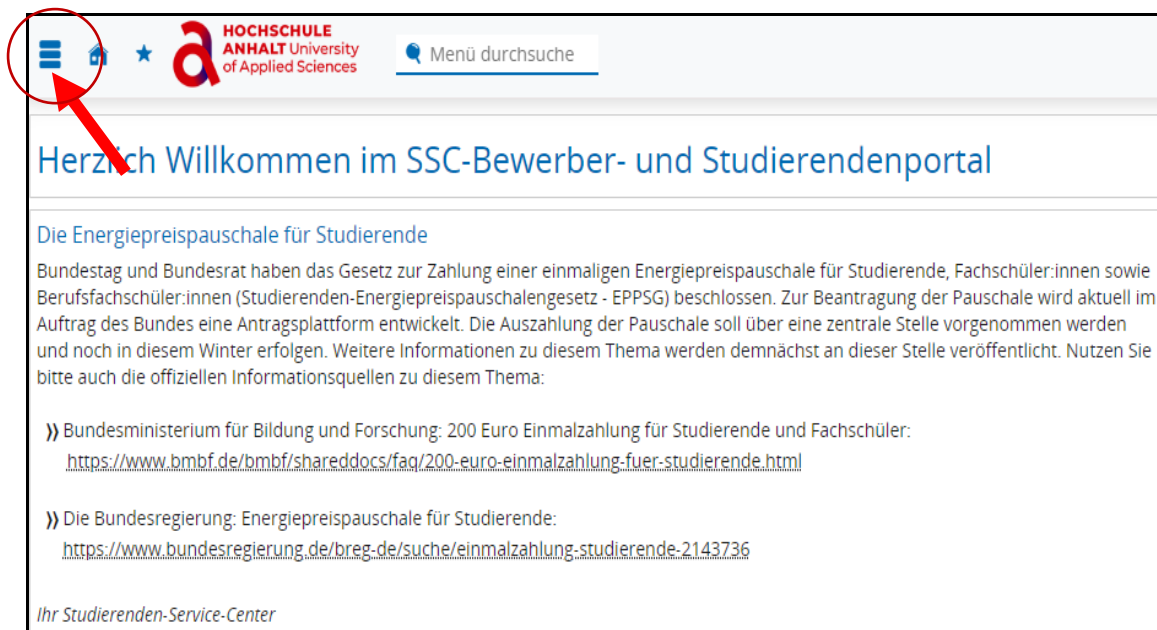 HOCHSCHULE
ANHALT University
of Applied Sciences
Menü durchsuche
Herzlich Willkommen im SSC-Bewerber- und Studierendenportal
Die Energiepreispauschale für Studierende
Bundestag und Bundesrat haben das Gesetz zur Zahlung einer einmaligen Energiepreispauschale für Studierende, Fachschüler:innen sowie
Berufsfachschüler:innen (Studierenden-Energiepreispauschalengesetz - EPPSG) beschlossen. Zur Beantragung der Pauschale wird aktuell im
Auftrag des Bundes eine Antragsplattform entwickelt. Die Auszahlung der Pauschale soll über eine zentrale Stelle vorgenommen werden
und noch in diesem Winter erfolgen. Weitere Informationen zu diesem Thema werden demnächst an dieser Stelle veröffentlicht. Nutzen Sie
bitte auch die offiziellen Informationsquellen zu diesem Thema:
⟫ Bundesministerium für Bildung und Forschung: 200 Euro Einmalzahlung für Studierende und Fachschüler:
https://www.bmbf.de/bmbf/shareddocs/faq/200-euro-einmalzahlung-fuer-studierende.html
⟫ Die Bundesregierung: Energiepreispauschale für Studierende:
https://www.bundesregierung.de/breg-de/suche/einmalzahlung-studierende-2143736
Ihr Studierenden-Service-Center